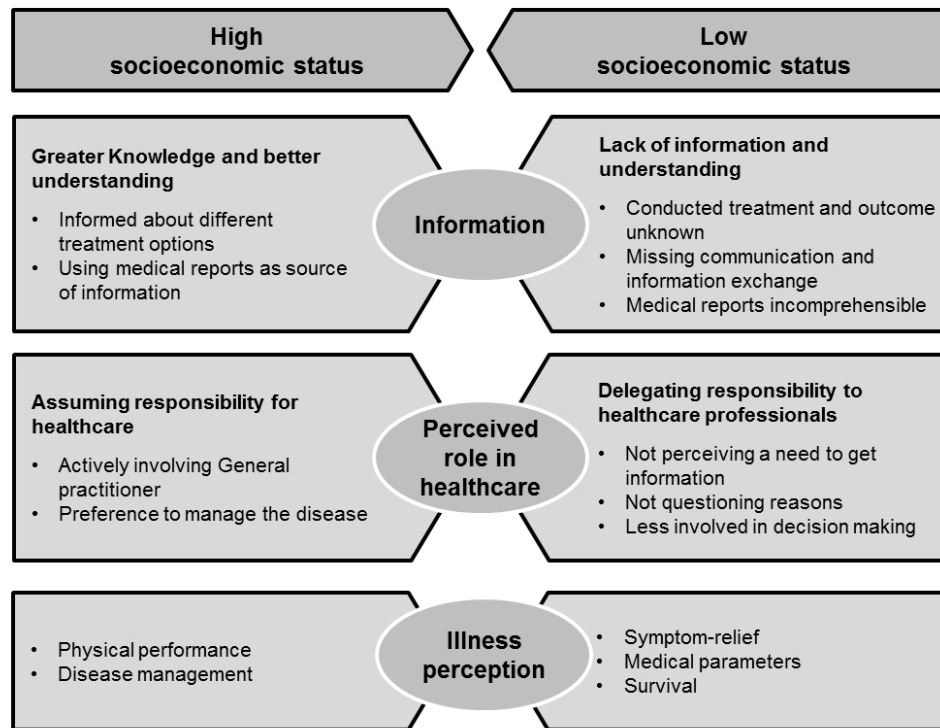 High
socioeconomic status
Low
socioeconomic status
Greater Knowledge and better
understanding
• Informed about different
treatment options
• Using medical reports as source
of information
Information
Lack of information and
understanding
• Conducted treatment and outcome
unknown
• Missing communication and
information exchange
• Medical reports incomprehensible
Assuming responsibility for
healthcare
• Actively involving General
practitioner
• Preference to manage the disease
Perceived
role in
healthcare
Delegating responsibility to
healthcare professionals
• Not perceiving a need to get
information
• Not questioning reasons
• Less involved in decision making
• Physical performance
• Disease management
Illness
perception
• Symptom-relief
• Medical parameters
• Survival